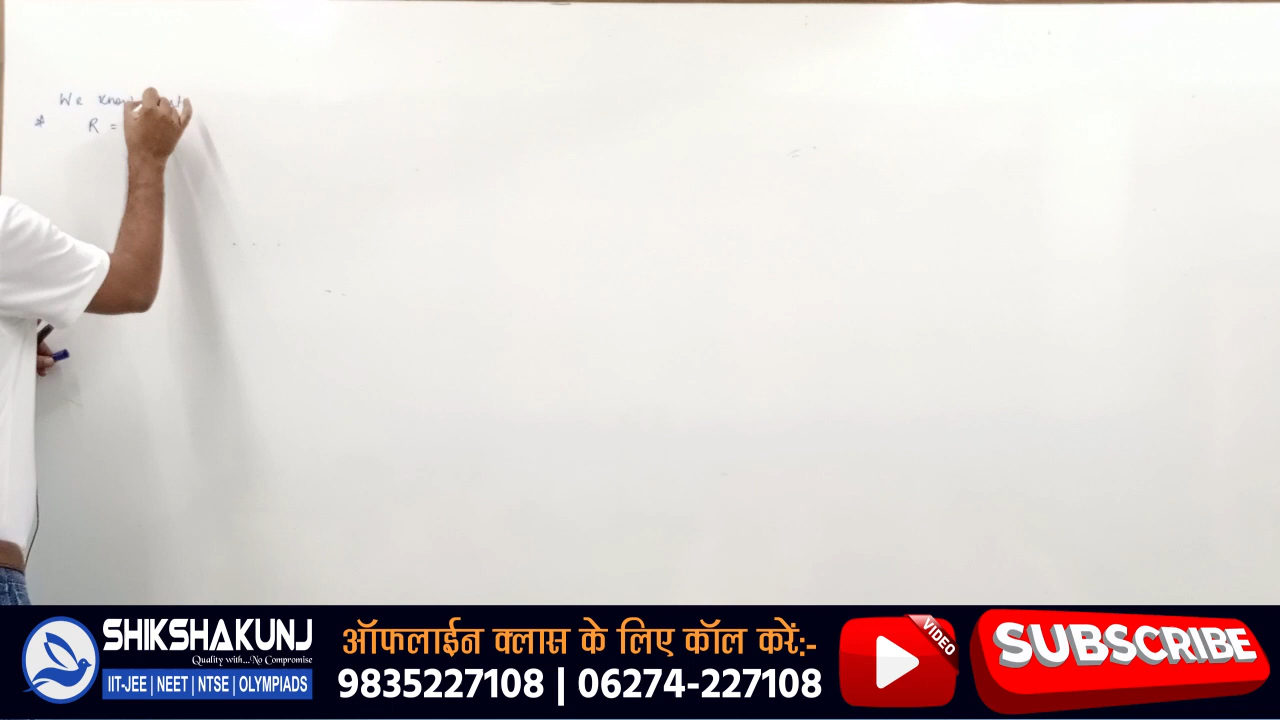 We know
* R =
SHIKSHAKUNJ
Quality with...No Compromise
IIT-JEE | NEET | NTSE | OLYMPIADS
ऑफलाईन क्लास के लिए कॉल करें:-
9835227108 | 06274-227108
VIDEO
SUBSCRIBE